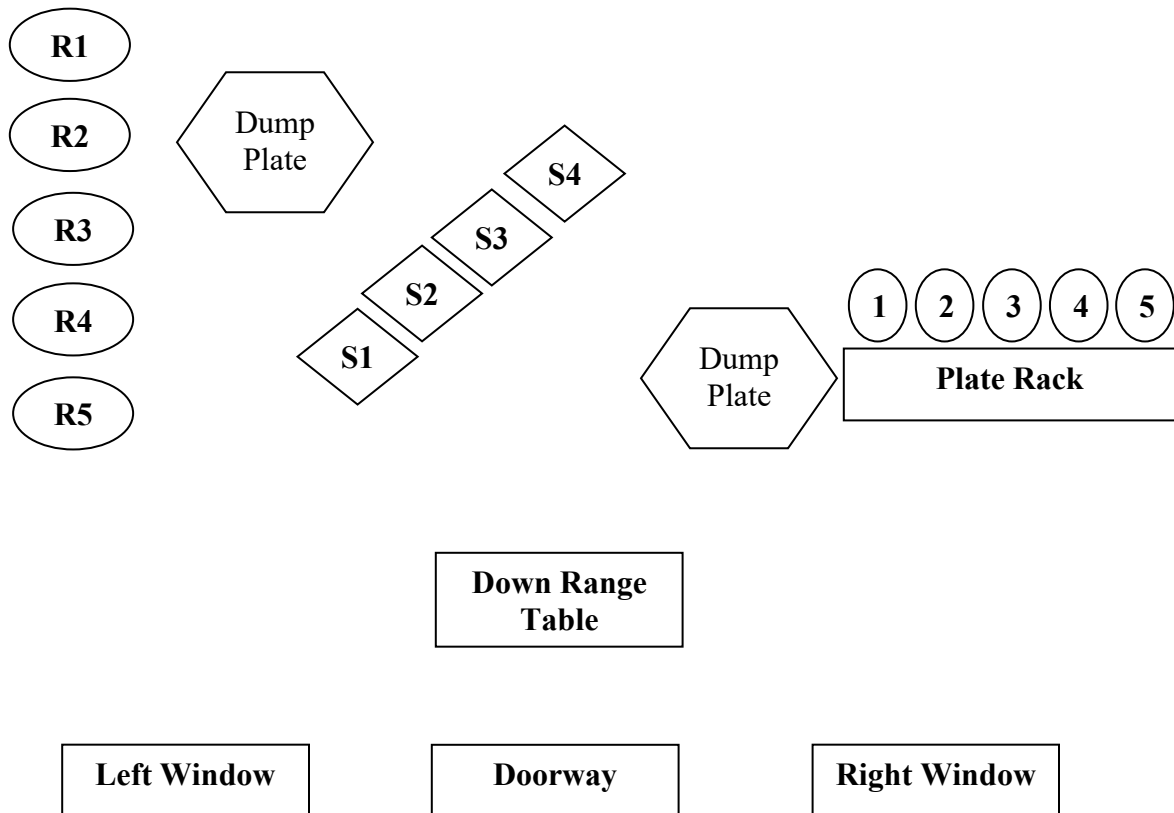 R1
R2
Dump
Plate
R3
R4
R5
S4
S3
S2
S1
Dump
Plate
1
2
3
4
5
Plate Rack
Down Range
Table
Left Window
Doorway
Right Window